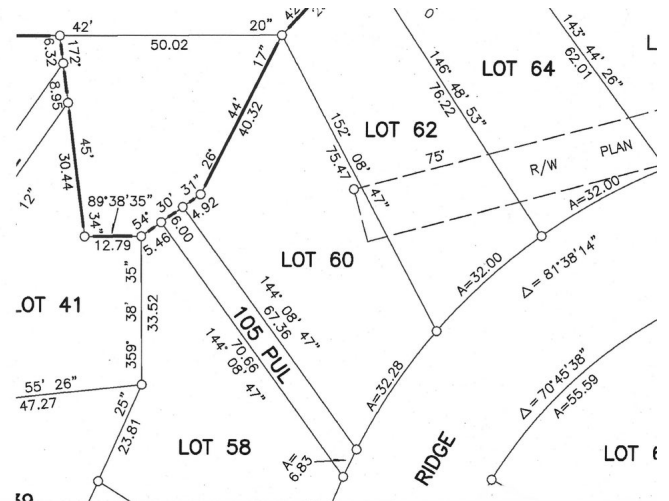 42'
50.02
20"
6.32
172°
8.95
45'
30.44
34"
12"
89°38'35"
12.79
17"
44'
40.32
26"
54°
30'
31"
5.46
6.00
4.92
152° 08' 47"
75.47
LOT 62
146° 48' 53"
76.22
LOT 64
143° 44' 26"
62.01
75'
R/W PLAN
A=32.00
A=32.00
Δ = 81°38'14"
LOT 60
LOT 41
35"
38'
359°
33.52
144° 08' 47"
67.36
105 PUL
70.66
144° 08' 47"
A=32.28
Δ = 70°45'38"
A=55.59
55' 26"
47.27
25"
23.81
LOT 58
A=
6.83
RIDGE
LOT